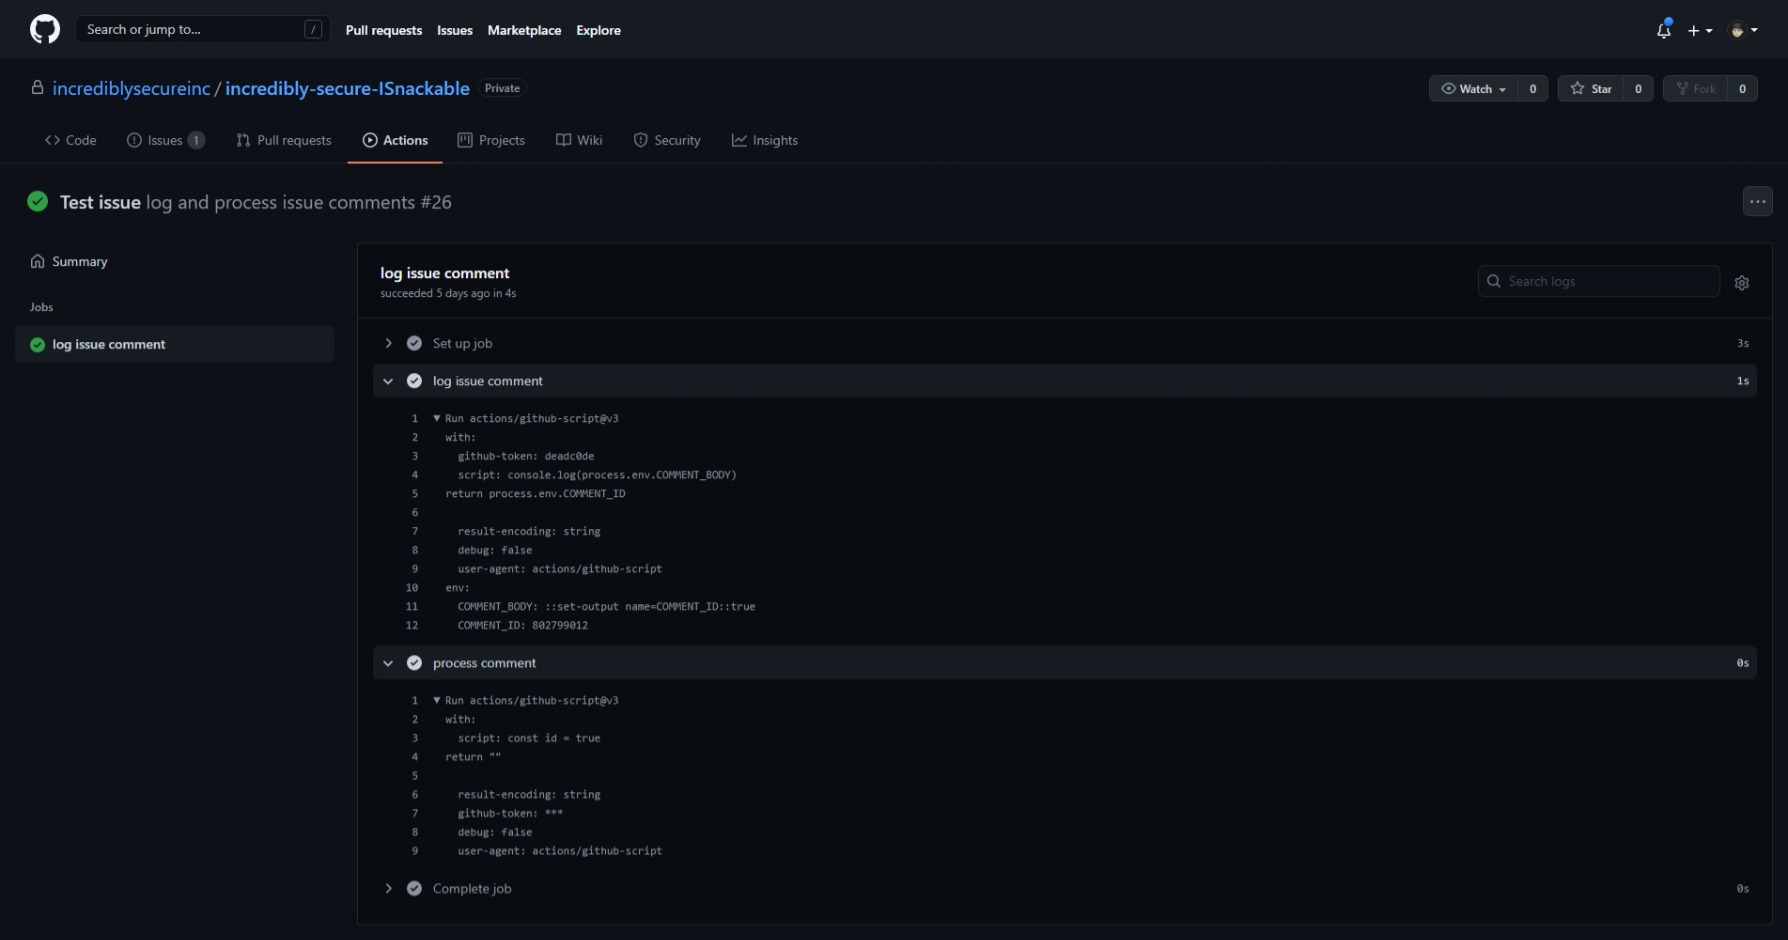 Search or jump to... / Pull requests Issues Marketplace Explore
incrediblysecureinc / incredibly-secure-ISnackable Private Watch 0 Star 0 Fork 0
Code Issues 1 Pull requests Actions Projects Wiki Security Insights
Test issue log and process issue comments #26
Summary
Jobs
log issue comment
log issue comment
succeeded 5 days ago in 4s
Search logs
Set up job 3s
log issue comment 1s
1 Run actions/github-script@v3
2 with:
3 github-token: deadc0de
4 script: console.log(process.env.COMMENT_BODY)
5 return process.env.COMMENT_ID
6
7 result-encoding: string
8 debug: false
9 user-agent: actions/github-script
10 env:
11 COMMENT_BODY: ::set-output name=COMMENT_ID::true
12 COMMENT_ID: 802799012
process comment 0s
1 Run actions/github-script@v3
2 with:
3 script: const id = true
4 return ""
5
6 result-encoding: string
7 github-token: ***
8 debug: false
9 user-agent: actions/github-script
Complete job 0s